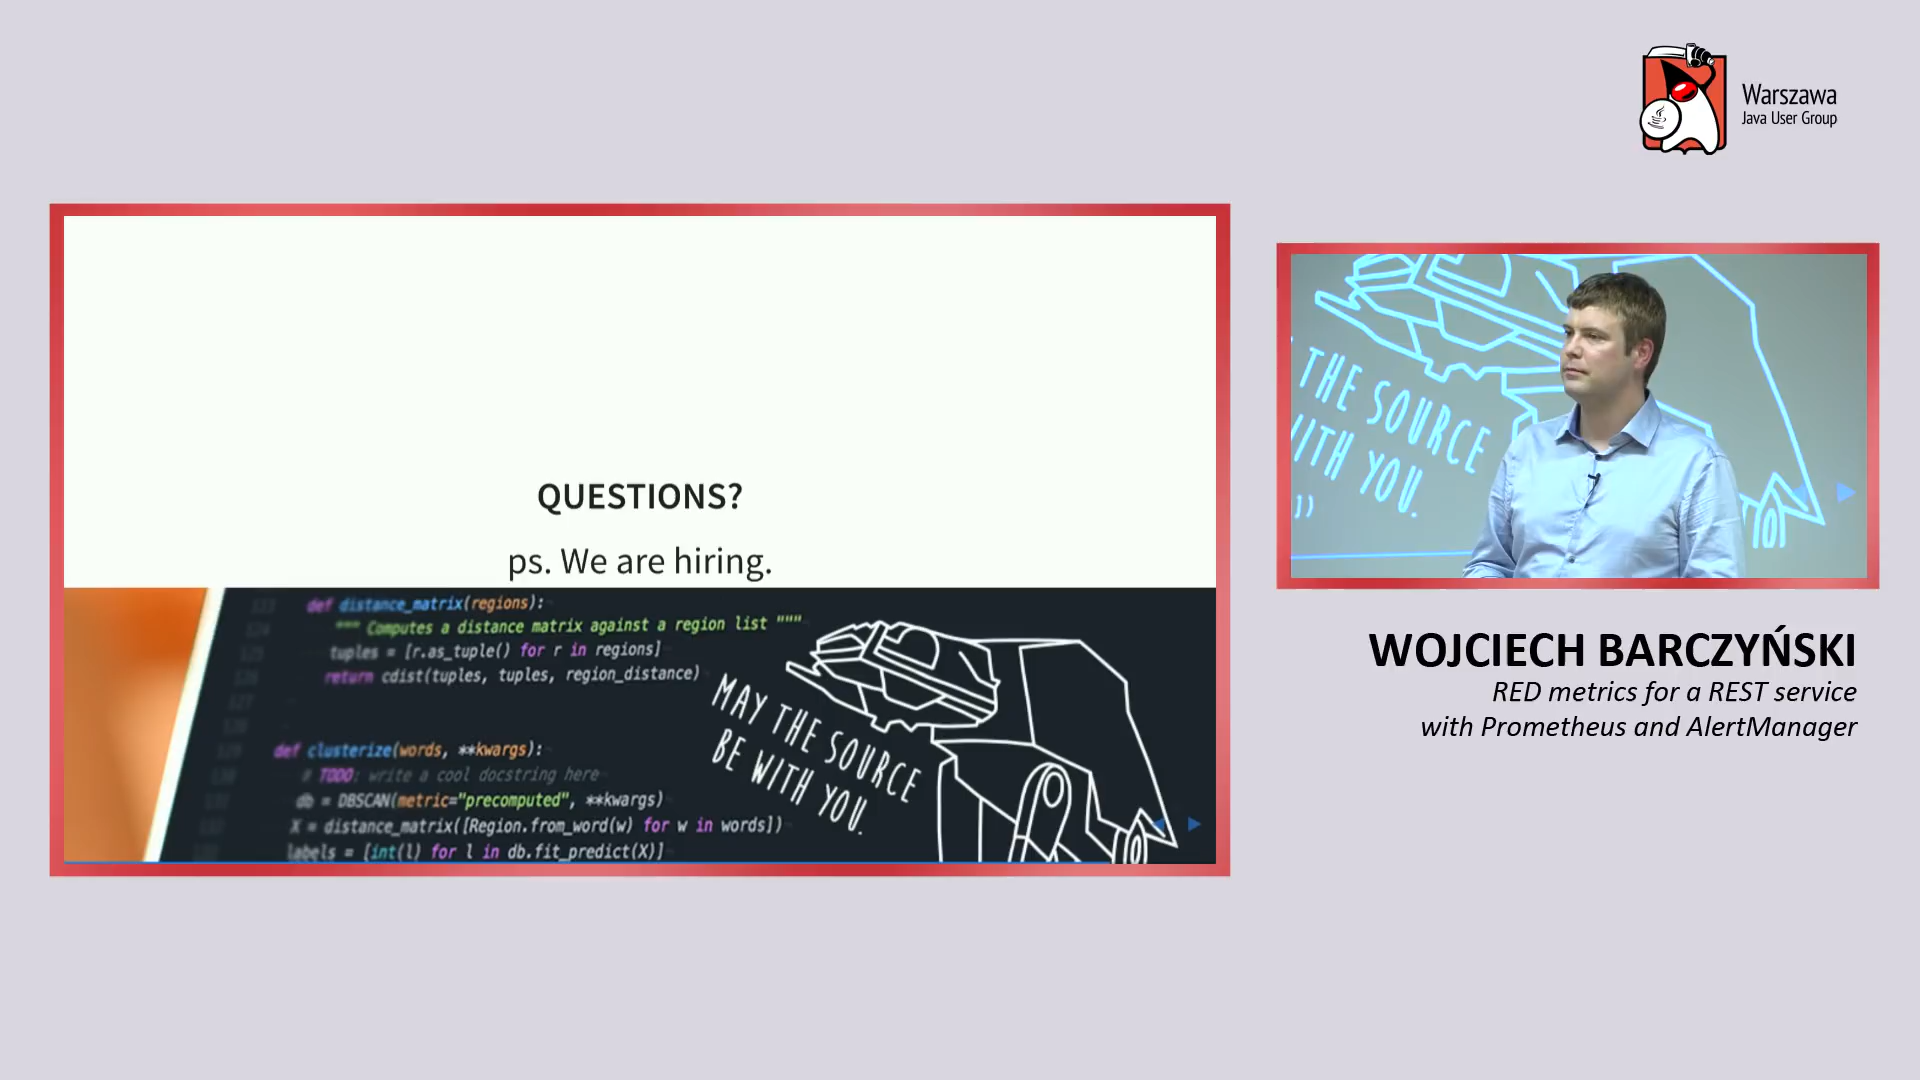 Warszawa
Java User Group
QUESTIONS?
ps. We are hiring.
def distance_matrix(regions):
""" Computes a distance matrix against a region list """
tuples = [r.as_tuple() for r in regions]
return cdist(tuples, tuples, region_distance)
def clusterize(words, **kwargs):
# TODO: write a cool docstring here
db = DBSCAN(metric="precomputed", **kwargs)
X = distance_matrix([Region.from_word(w) for w in words])
labels = [int(l) for l in db.fit_predict(X)]
MAY THE SOURCE
BE WITH YOU.
THE SOURCE
WITH YOU.
])
WOJCIECH BARCZYŃSKI
RED metrics for a REST service
with Prometheus and AlertManager